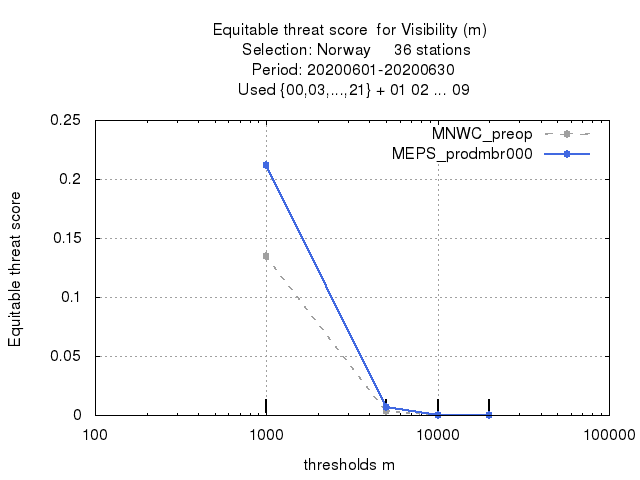 Equitable threat score  for Visibility (m)
Selection: Norway     36 stations
Period: 20200601-20200630
Used {00,03,...,21} + 01 02 ... 09
MNWC_preop
MEPS_prodmbr000
Equitable threat score
0.25
0.2
0.15
0.1
0.05
0
100
1000
10000
100000
thresholds m